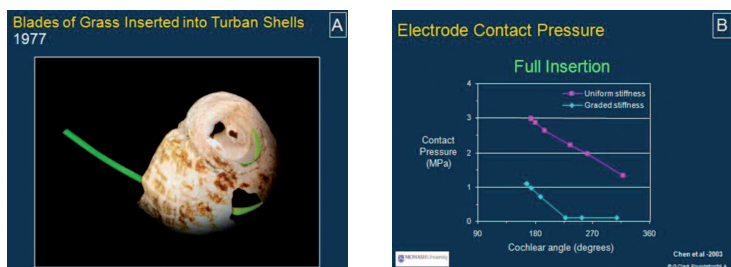 Blades of Grass Inserted into Turban Shells
1977
A
Electrode Contact Pressure
B
Full Insertion
Uniform stiffness
Graded stiffness
Contact
Pressure
(MPa)
4
3
2
1
0
90 180 270 360
Cochlear angle (degrees)
MONASH University
Chen et al -2003